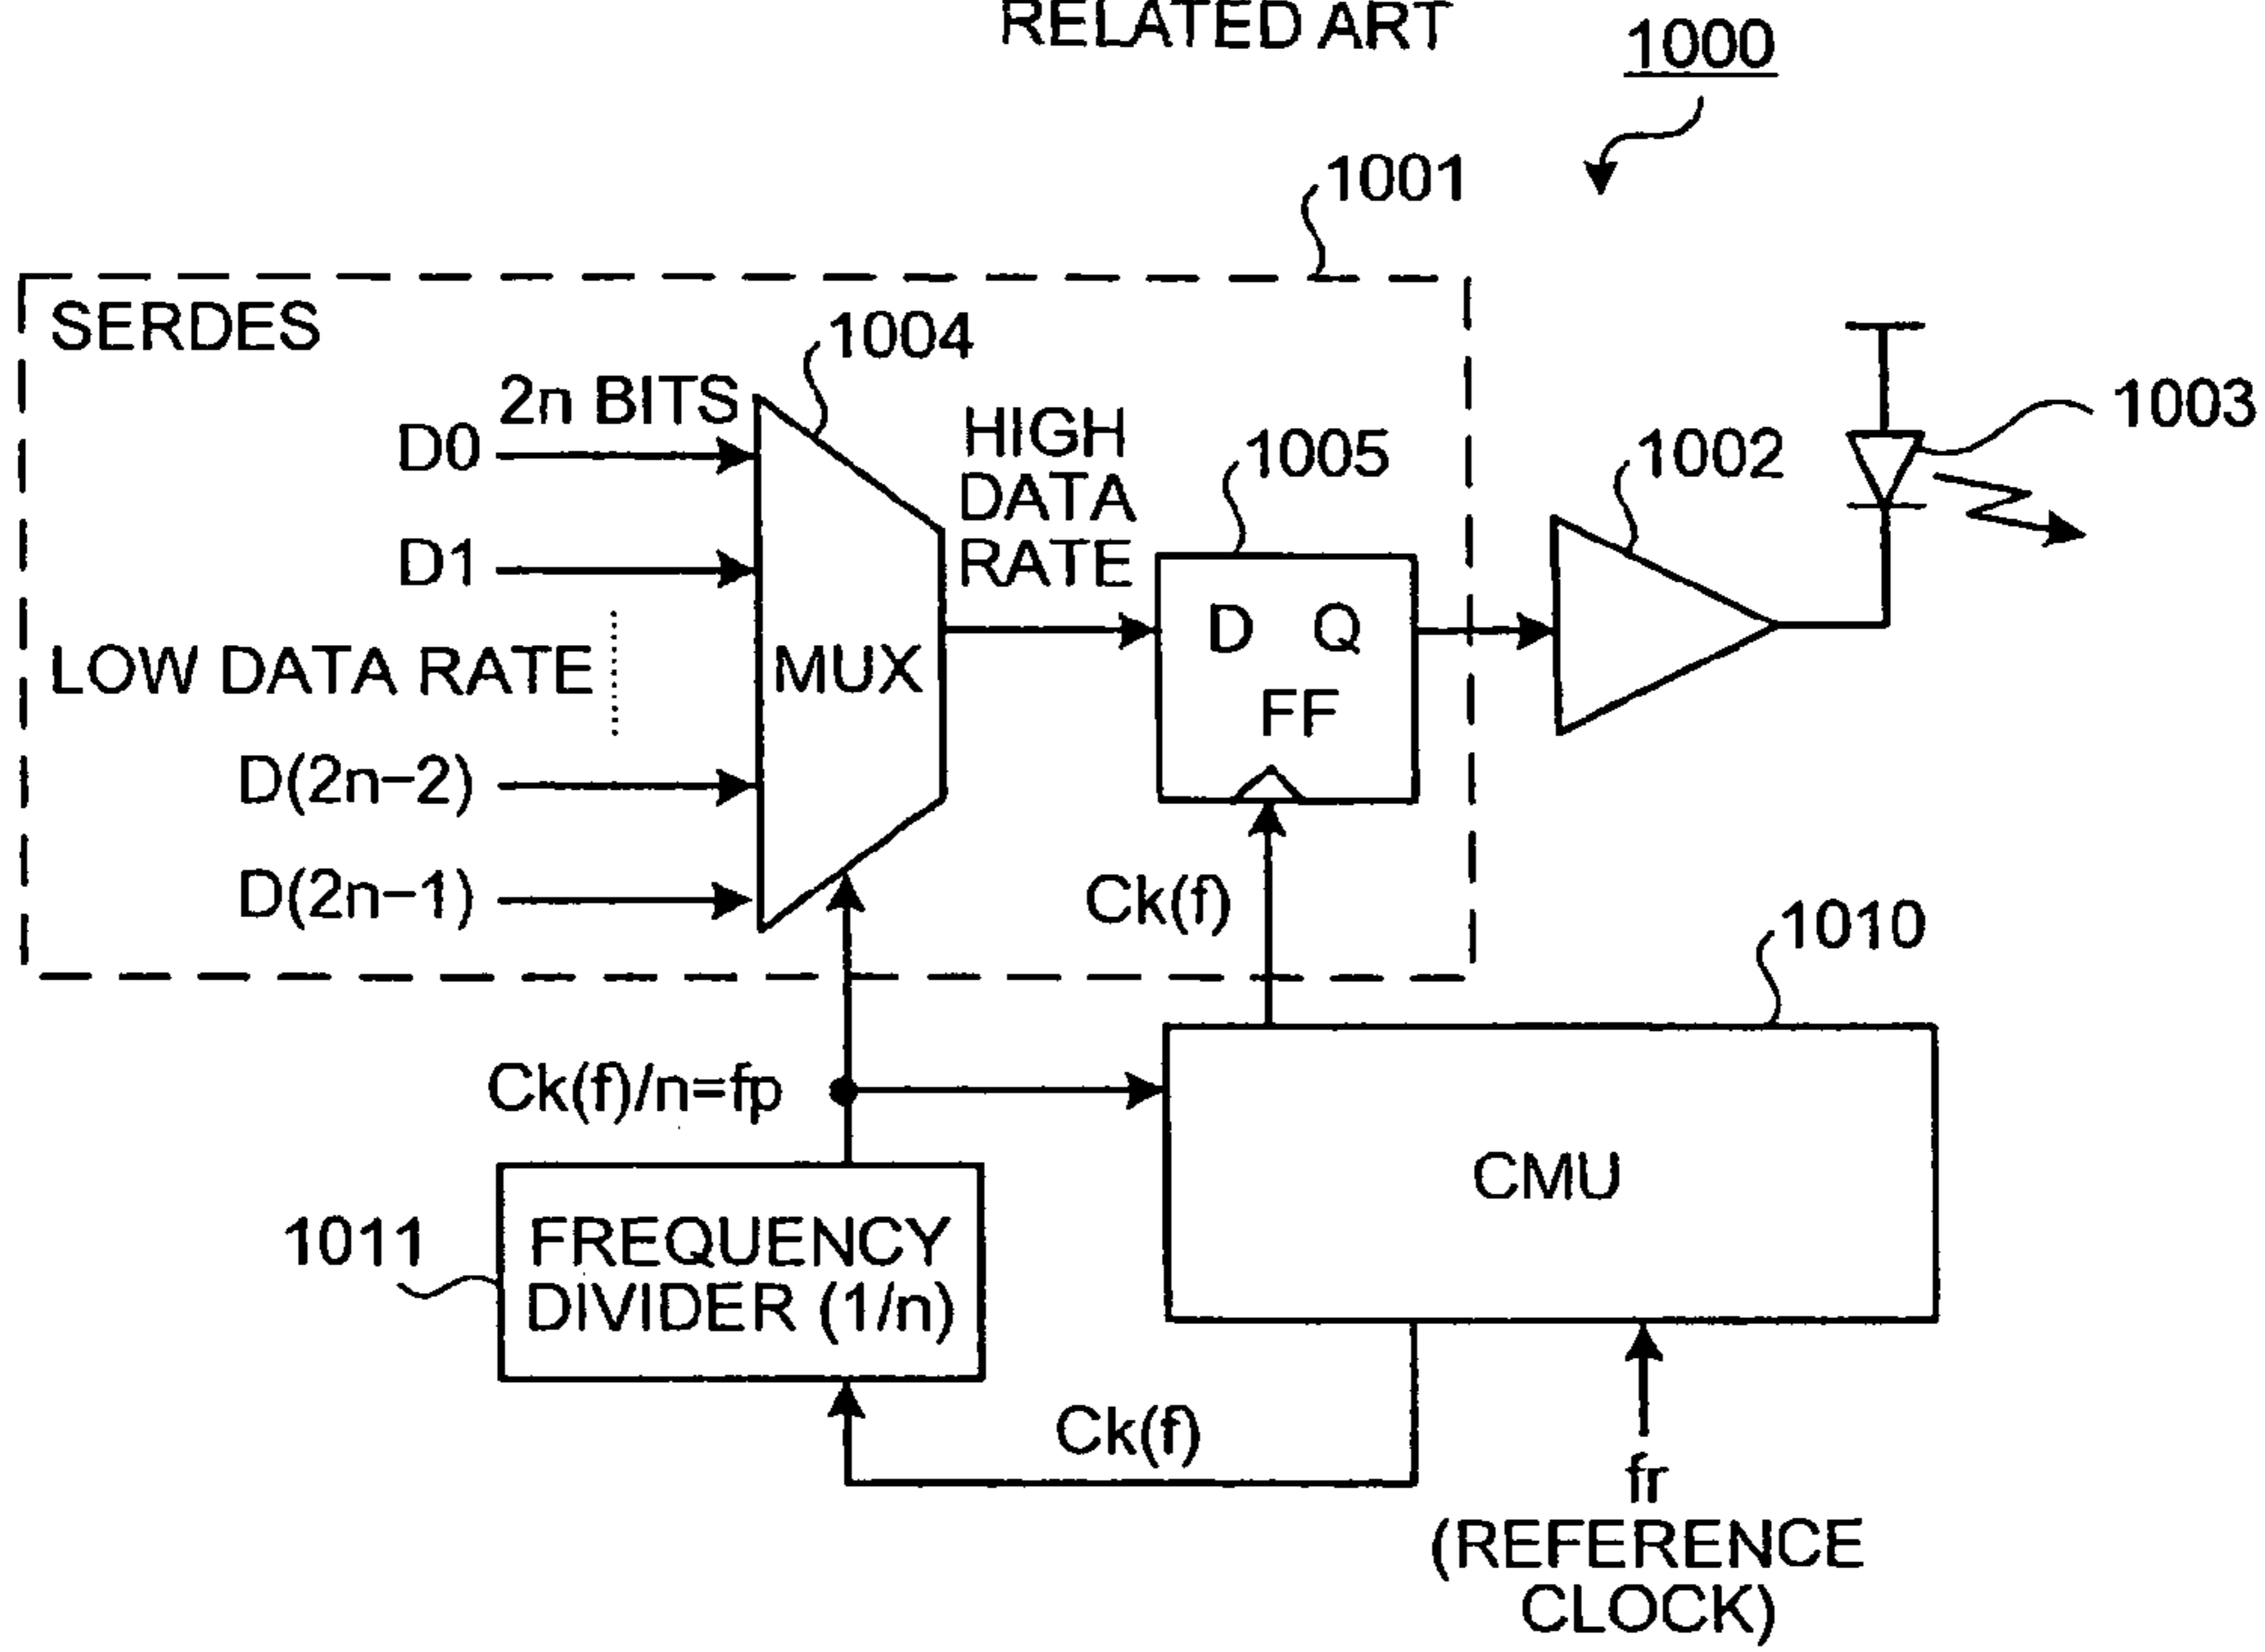 RELATED ART
1000
1001
SERDES
1004
2n BITS
D0
HIGH
DATA
RATE
1005
1002
1003
D1
LOW DATA RATE
MUX
D Q
FF
D(2n−2)
D(2n−1)
Ck(f)
1010
Ck(f)/n=fp
CMU
1011
FREQUENCY
DIVIDER (1/n)
Ck(f)
fr
(REFERENCE
CLOCK)